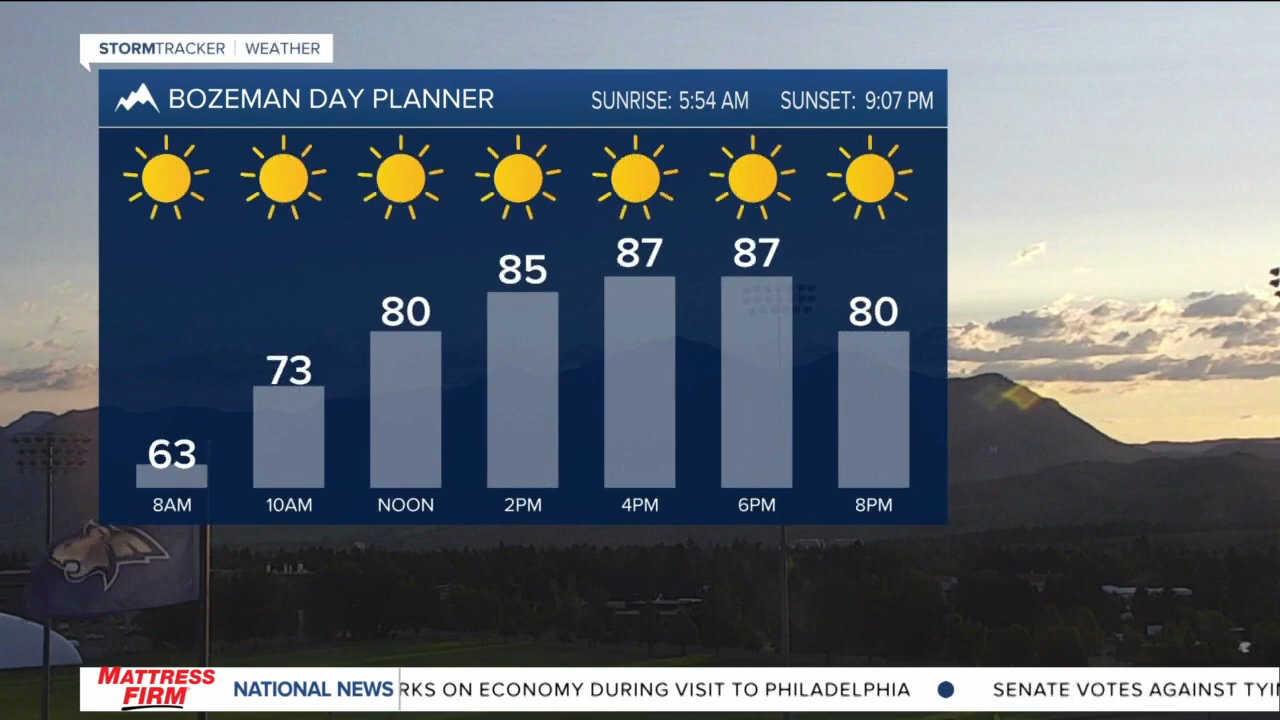 STORMTRACKER | WEATHER
BOZEMAN DAY PLANNER SUNRISE: 5:54 AM SUNSET: 9:07 PM
63 73 80 85 87 87 80
8AM 10AM NOON 2PM 4PM 6PM 8PM
MATTRESS
FIRM
NATIONAL NEWS RKS ON ECONOMY DURING VISIT TO PHILADELPHIA ● SENATE VOTES AGAINST TYI